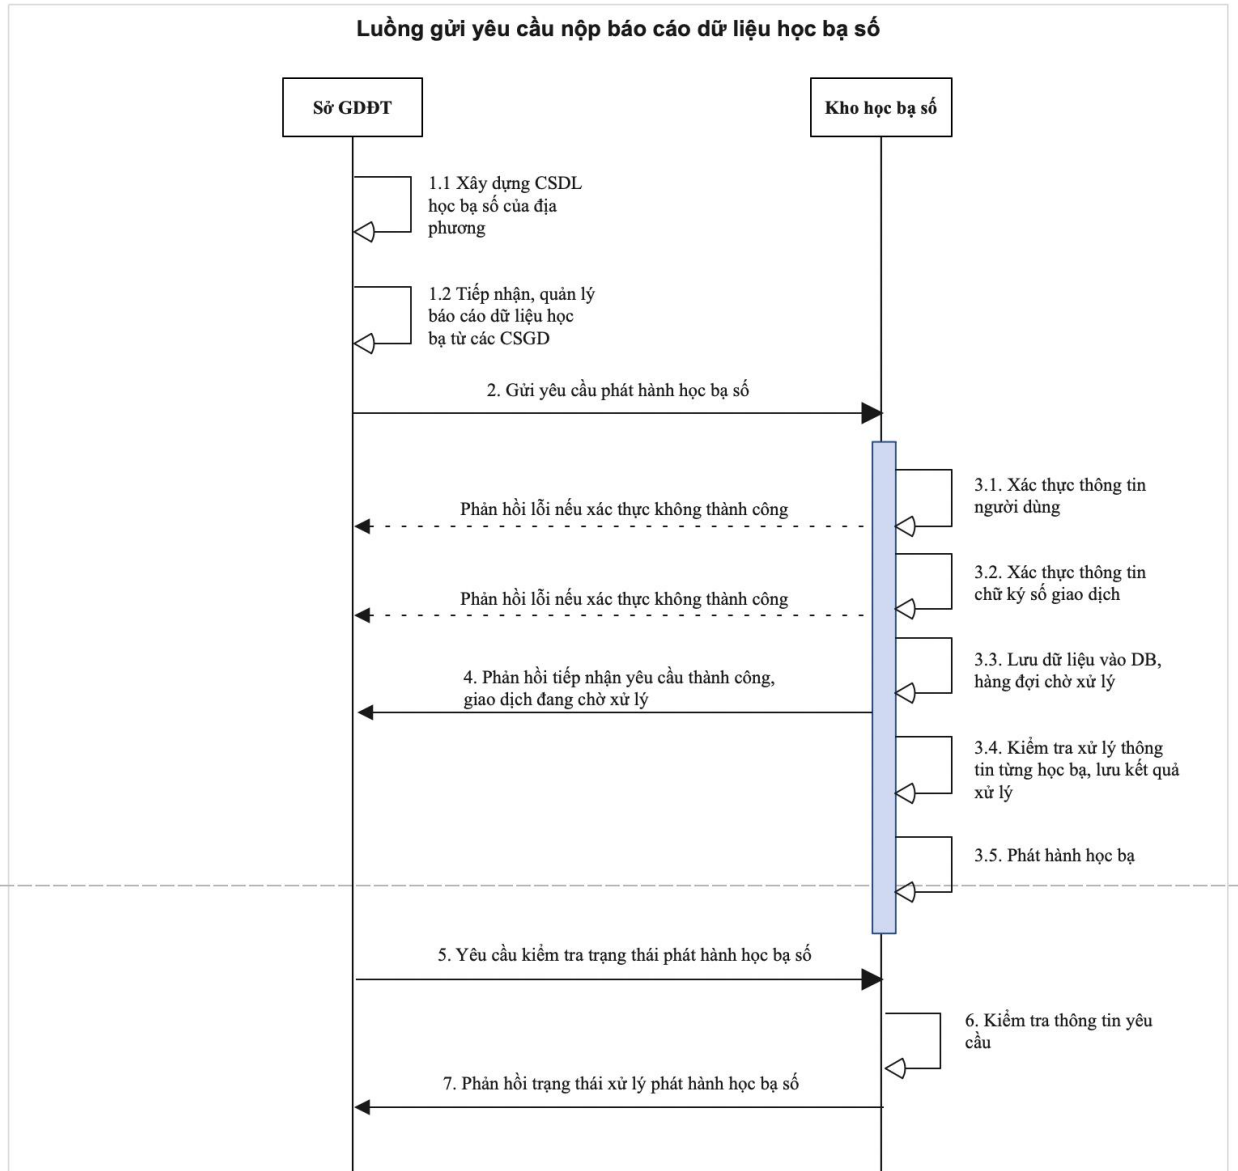 Luồng gửi yêu cầu nộp báo cáo dữ liệu học bạ số
Sở GDĐT
Kho học bạ số
1.1 Xây dựng CSDL
học bạ số của địa
phương
1.2 Tiếp nhận, quản lý
báo cáo dữ liệu học
bạ từ các CSGD
2. Gửi yêu cầu phát hành học bạ số
3.1. Xác thực thông tin
người dùng
Phản hồi lỗi nếu xác thực không thành công
3.2. Xác thực thông tin
chữ ký số giao dịch
Phản hồi lỗi nếu xác thực không thành công
3.3. Lưu dữ liệu vào DB,
hàng đợi chờ xử lý
4. Phản hồi tiếp nhận yêu cầu thành công,
giao dịch đang chờ xử lý
3.4. Kiểm tra xử lý thông
tin từng học bạ, lưu kết quả
xử lý
3.5. Phát hành học bạ
5. Yêu cầu kiểm tra trạng thái phát hành học bạ số
6. Kiểm tra thông tin yêu
cầu
7. Phản hồi trạng thái xử lý phát hành học bạ số